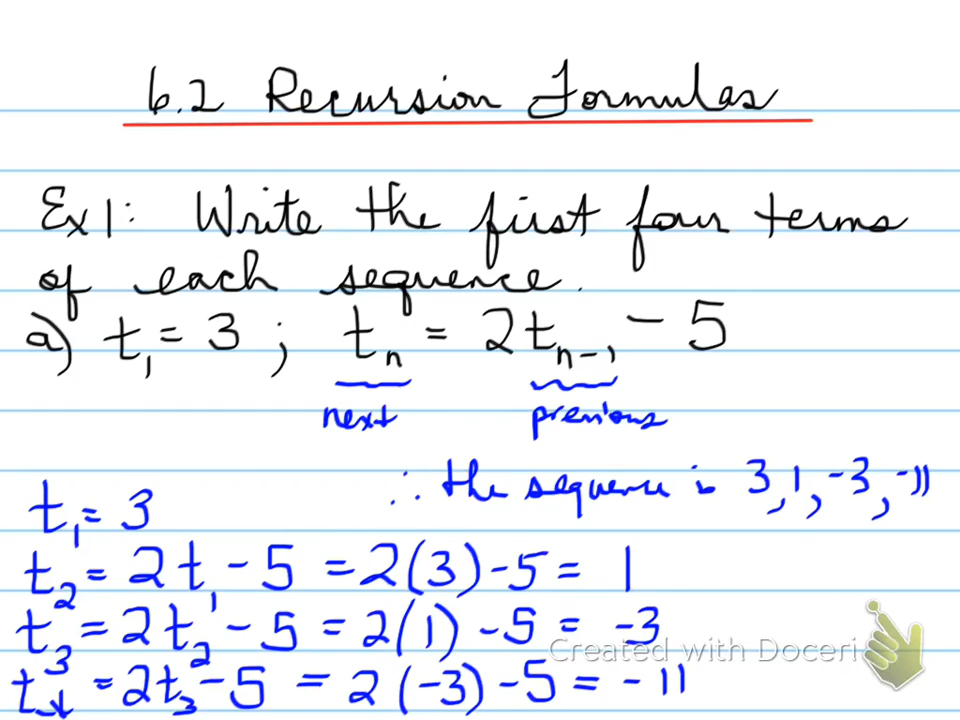 6.2 Recursion Formulas
Ex1: Write the first four terms
of each sequence.
a) t₁ = 3 ; tₙ = 2tₙ₋₁ - 5
next previous
∴ the sequence is 3, 1, -3, -11
t₁ = 3
t₂ = 2t₁ - 5 = 2(3) - 5 = 1
t₃ = 2t₂ - 5 = 2(1) - 5 = -3
t₄ = 2t₃ - 5 = 2(-3) - 5 = -11
Created with Doceri